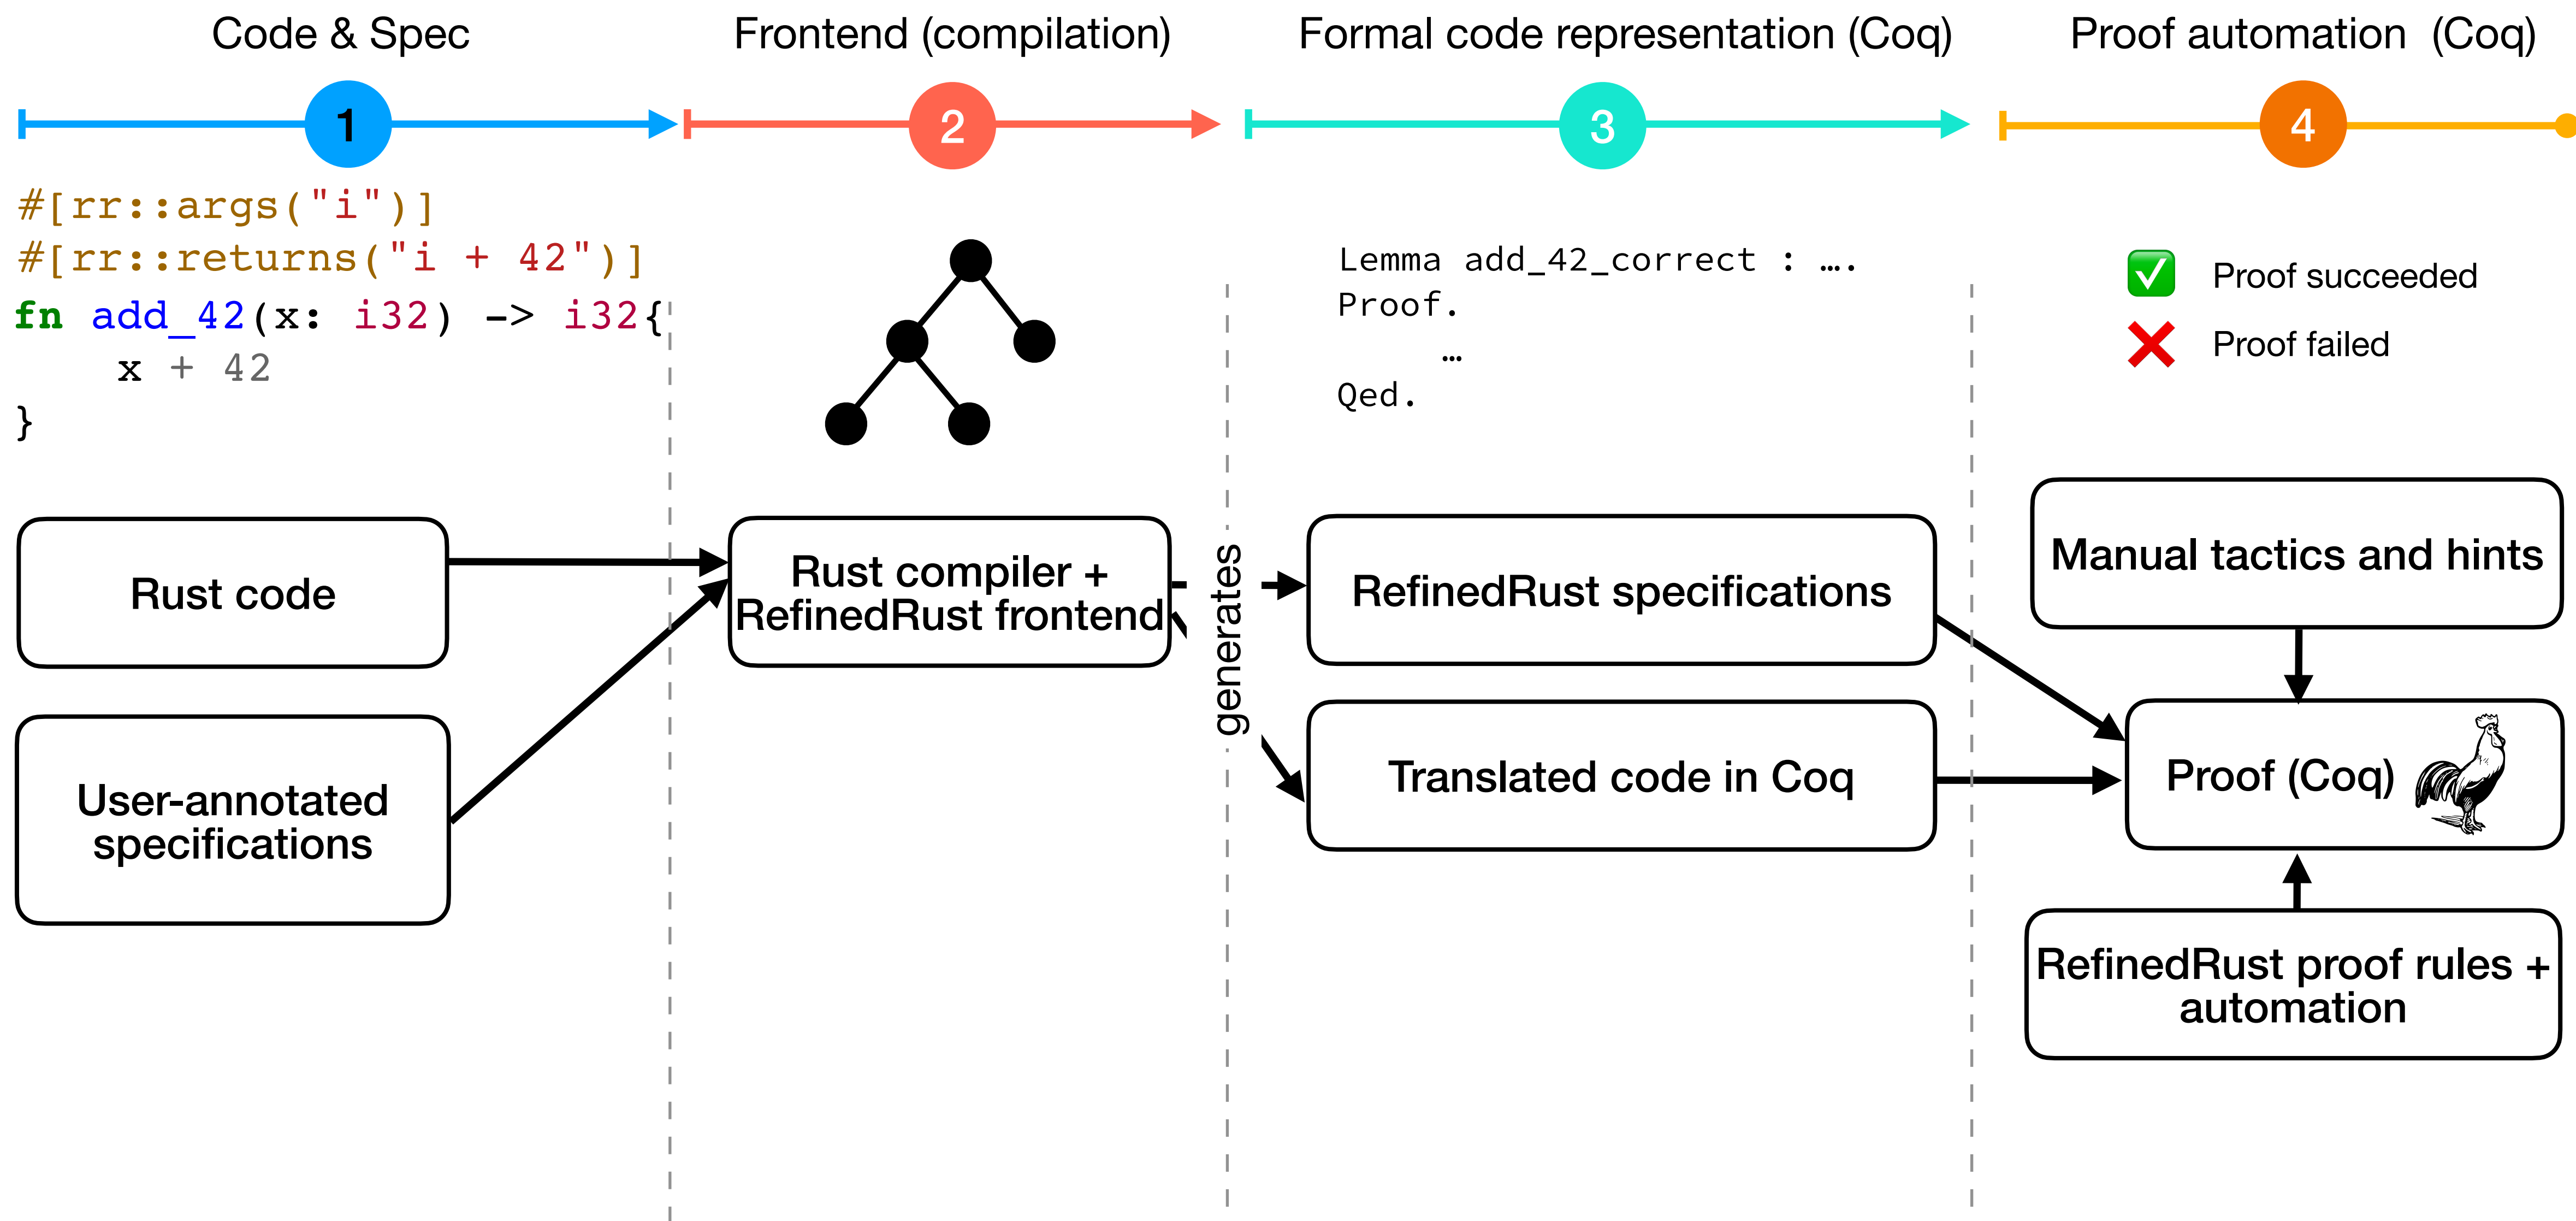 Code & Spec
Frontend (compilation)
Formal code representation (Coq)
Proof automation (Coq)
1
2
3
4
#[rr::args("i")]
#[rr::returns("i + 42")]
fn add_42(x: i32) -> i32{
x + 42
}
Lemma add_42_correct : ….
Proof.
…
Qed.
Proof succeeded
Proof failed
Rust code
User-annotated
specifications
Rust compiler +
RefinedRust frontend
generates
RefinedRust specifications
Translated code in Coq
Manual tactics and hints
Proof (Coq)
RefinedRust proof rules +
automation